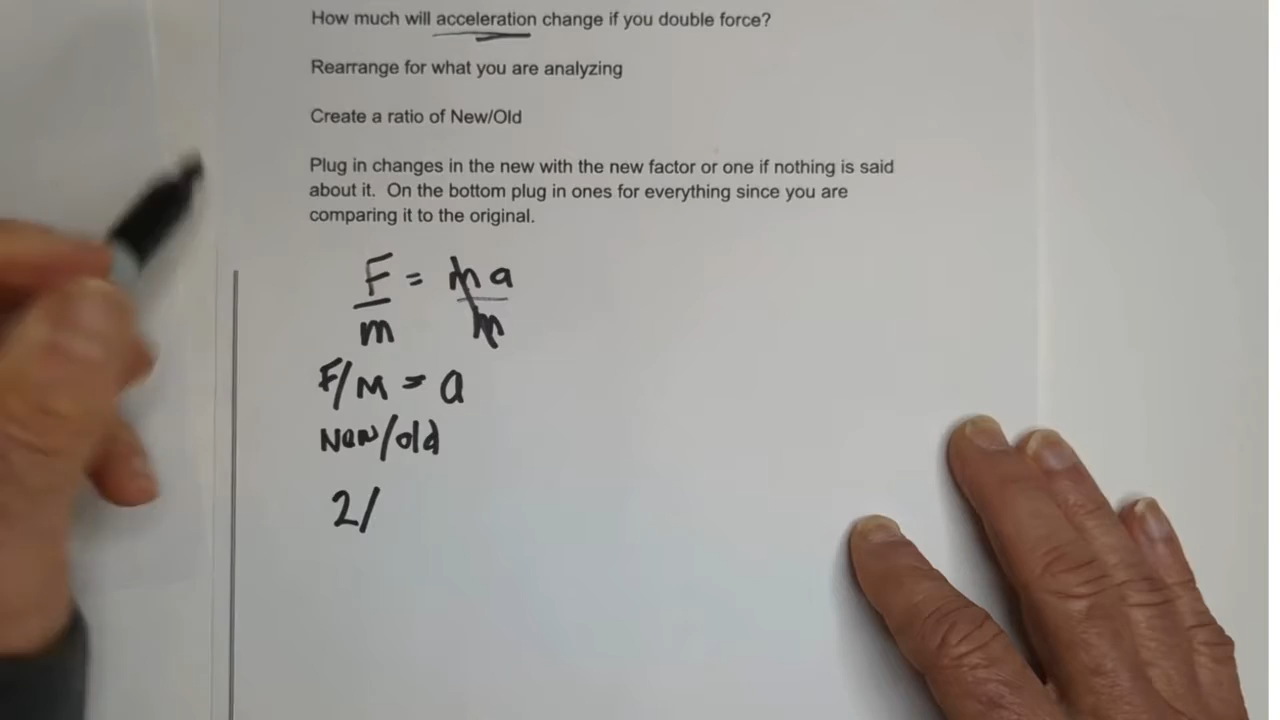 How much will acceleration change if you double force?
Rearrange for what you are analyzing
Create a ratio of New/Old
Plug in changes in the new with the new factor or one if nothing is said
about it. On the bottom plug in ones for everything since you are
comparing it to the original.
F = ma
m m
F/M = a
New/old
2/